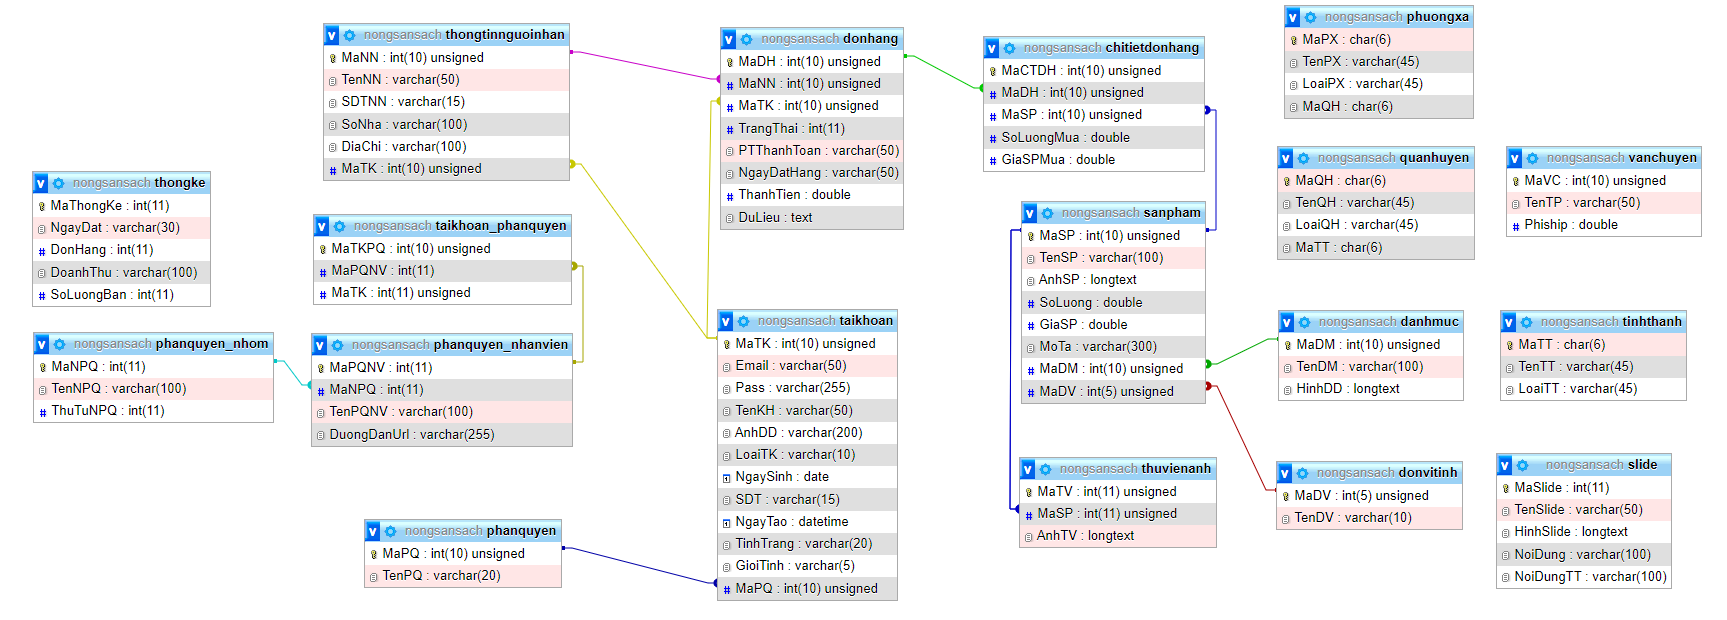 nongsansach thongtinnguoinhan
MaNN : int(10) unsigned
TenNN : varchar(50)
SDTNN : varchar(15)
SoNha : varchar(100)
DiaChi : varchar(100)
MaTK : int(10) unsigned
nongsansach donhang
MaDH : int(10) unsigned
MaNN : int(10) unsigned
MaTK : int(10) unsigned
TrangThai : int(11)
PTThanhToan : varchar(50)
NgayDatHang : varchar(50)
ThanhTien : double
DuLieu : text
nongsansach chitietdonhang
MaCTDH : int(10) unsigned
MaDH : int(10) unsigned
MaSP : int(10) unsigned
SoLuongMua : double
GiaSPMua : double
nongsansach phuongxa
MaPX : char(6)
TenPX : varchar(45)
LoaiPX : varchar(45)
MaQH : char(6)
nongsansach quanhuyen
MaQH : char(6)
TenQH : varchar(45)
LoaiQH : varchar(45)
MaTT : char(6)
nongsansach vanchuyen
MaVC : int(10) unsigned
TenTP : varchar(50)
Phiship : double
nongsansach thongke
MaThongKe : int(11)
NgayDat : varchar(30)
DonHang : int(11)
DoanhThu : varchar(100)
SoLuongBan : int(11)
nongsansach taikhoan_phanquyen
MaTKPQ : int(10) unsigned
MaPQNV : int(11)
MaTK : int(11) unsigned
nongsansach sanpham
MaSP : int(10) unsigned
TenSP : varchar(100)
AnhSP : longtext
SoLuong : double
GiaSP : double
MoTa : varchar(300)
MaDM : int(10) unsigned
MaDV : int(5) unsigned
nongsansach phanquyen_nhom
MaNPQ : int(11)
TenNPQ : varchar(100)
ThuTuNPQ : int(11)
nongsansach phanquyen_nhanvien
MaPQNV : int(11)
MaNPQ : int(11)
TenPQNV : varchar(100)
DuongDanUrl : varchar(255)
nongsansach taikhoan
MaTK : int(10) unsigned
Email : varchar(50)
Pass : varchar(255)
TenKH : varchar(50)
AnhDD : varchar(200)
LoaiTK : varchar(10)
NgaySinh : date
SDT : varchar(15)
NgayTao : datetime
TinhTrang : varchar(20)
GioiTinh : varchar(5)
MaPQ : int(10) unsigned
nongsansach danhmuc
MaDM : int(10) unsigned
TenDM : varchar(100)
HinhDD : longtext
nongsansach tinhthanh
MaTT : char(6)
TenTT : varchar(45)
LoaiTT : varchar(45)
nongsansach thuvienanh
MaTV : int(11) unsigned
MaSP : int(11) unsigned
AnhTV : longtext
nongsansach donvitinh
MaDV : int(5) unsigned
TenDV : varchar(10)
nongsansach slide
MaSlide : int(11)
TenSlide : varchar(50)
HinhSlide : longtext
NoiDung : varchar(100)
NoiDungTT : varchar(100)
nongsansach phanquyen
MaPQ : int(10) unsigned
TenPQ : varchar(20)